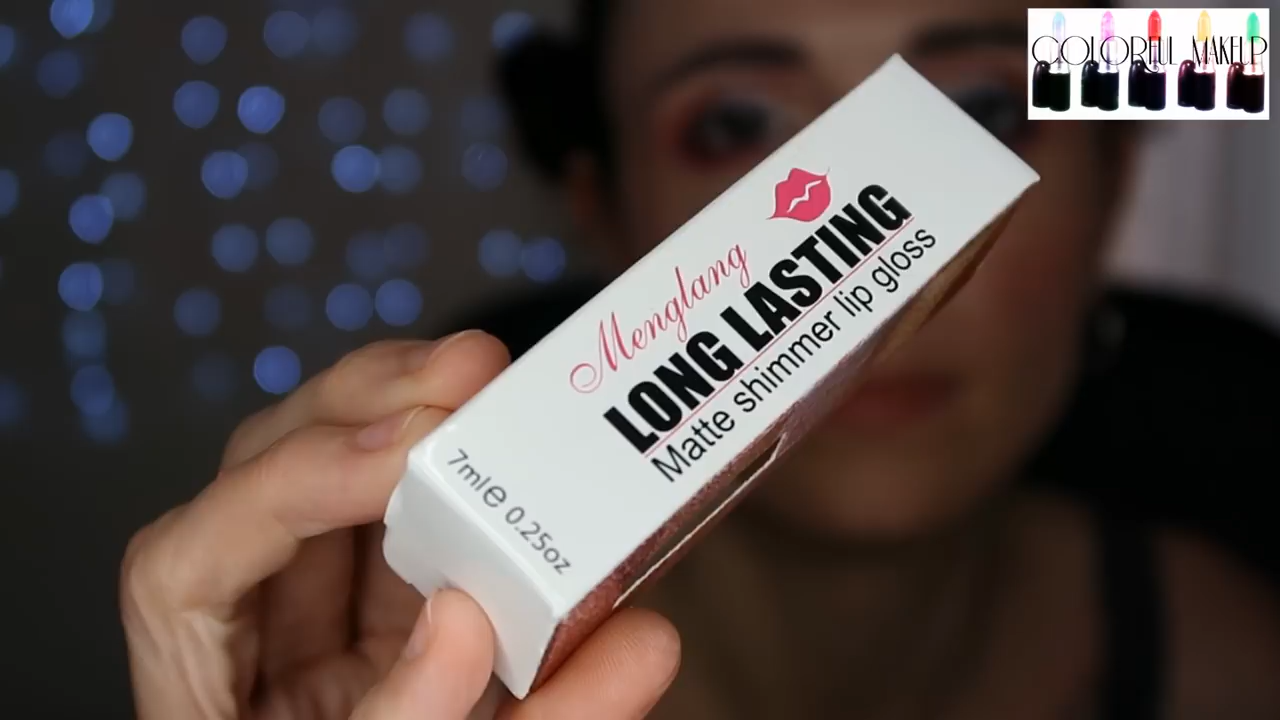 COLORFUL MAKEUP
Menglang
LONG LASTING
Matte shimmer lip gloss
7ml℮ 0.25oz